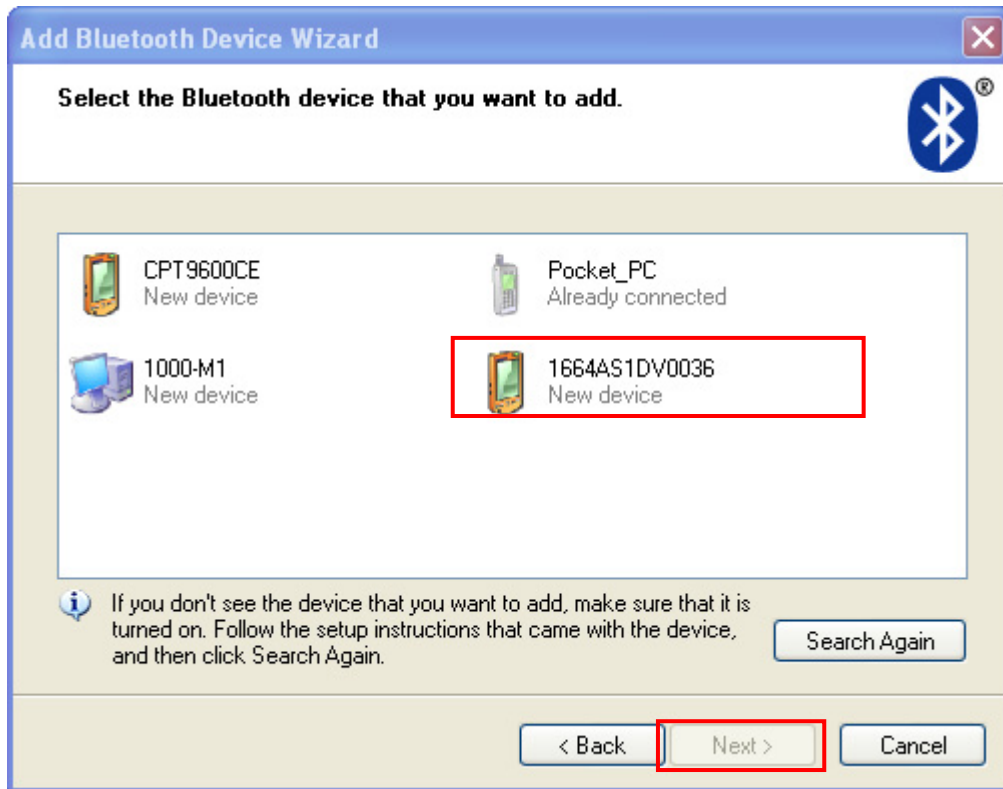 Add Bluetooth Device Wizard
Select the Bluetooth device that you want to add.
®
CPT9600CE
New device
Pocket_PC
Already connected
1000-M1
New device
1664AS1DV0036
New device
If you don't see the device that you want to add, make sure that it is
turned on. Follow the setup instructions that came with the device,
and then click Search Again.
Search Again
< Back
Next >
Cancel